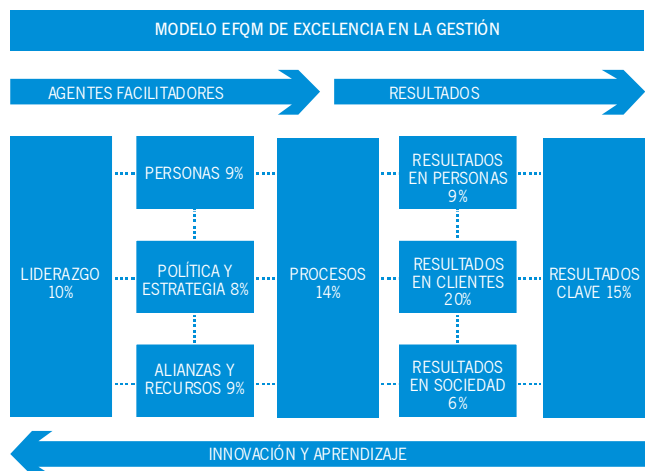 MODELO EFQM DE EXCELENCIA EN LA GESTIÓN
AGENTES FACILITADORES
RESULTADOS
LIDERAZGO
10%
PERSONAS 9%
POLÍTICA Y
ESTRATEGIA 8%
ALIANZAS Y
RECURSOS 9%
PROCESOS
14%
RESULTADOS
EN PERSONAS
9%
RESULTADOS
EN CLIENTES
20%
RESULTADOS
EN SOCIEDAD
6%
RESULTADOS
CLAVE 15%
INNOVACIÓN Y APRENDIZAJE